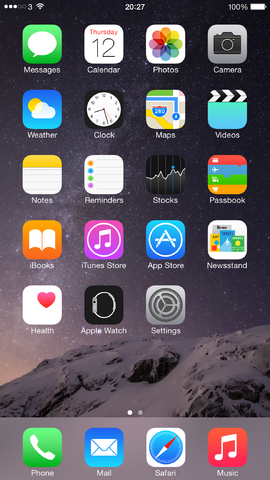 3 20:27 100%
Thursday
12
280
Messages Calendar Photos Camera
Weather Clock Maps Videos
Notes Reminders Stocks Passbook
iBooks iTunes Store App Store Newsstand
Health Apple Watch Settings
Phone Mail Safari Music